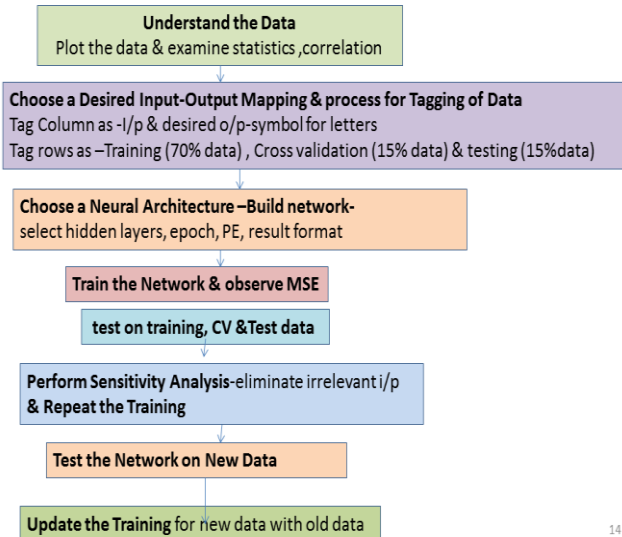 Understand the Data
Plot the data & examine statistics ,correlation
Choose a Desired Input-Output Mapping & process for Tagging of Data
Tag Column as -I/p & desired o/p-symbol for letters
Tag rows as –Training (70% data) , Cross validation (15% data) & testing (15%data)
Choose a Neural Architecture –Build network-
select hidden layers, epoch, PE, result format
Train the Network & observe MSE
test on training, CV &Test data
Perform Sensitivity Analysis-eliminate irrelevant i/p
& Repeat the Training
Test the Network on New Data
Update the Training for new data with old data
14